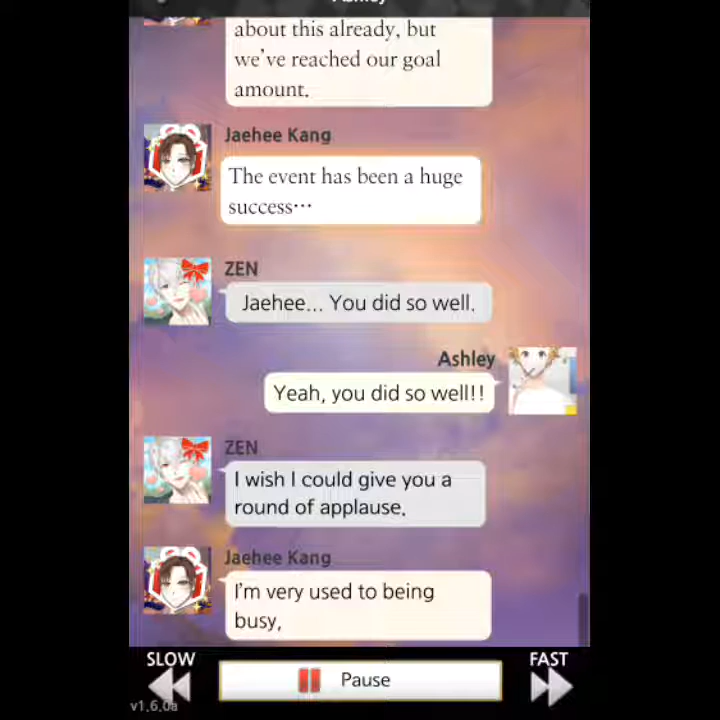 Ashley
about this already, but
we've reached our goal
amount.
Jaehee Kang
The event has been a huge
success⋯
ZEN
Jaehee... You did so well.
Ashley
Yeah, you did so well!!
ZEN
I wish I could give you a
round of applause.
Jaehee Kang
I'm very used to being
busy,
SLOW
Pause
FAST
v1.6.0a